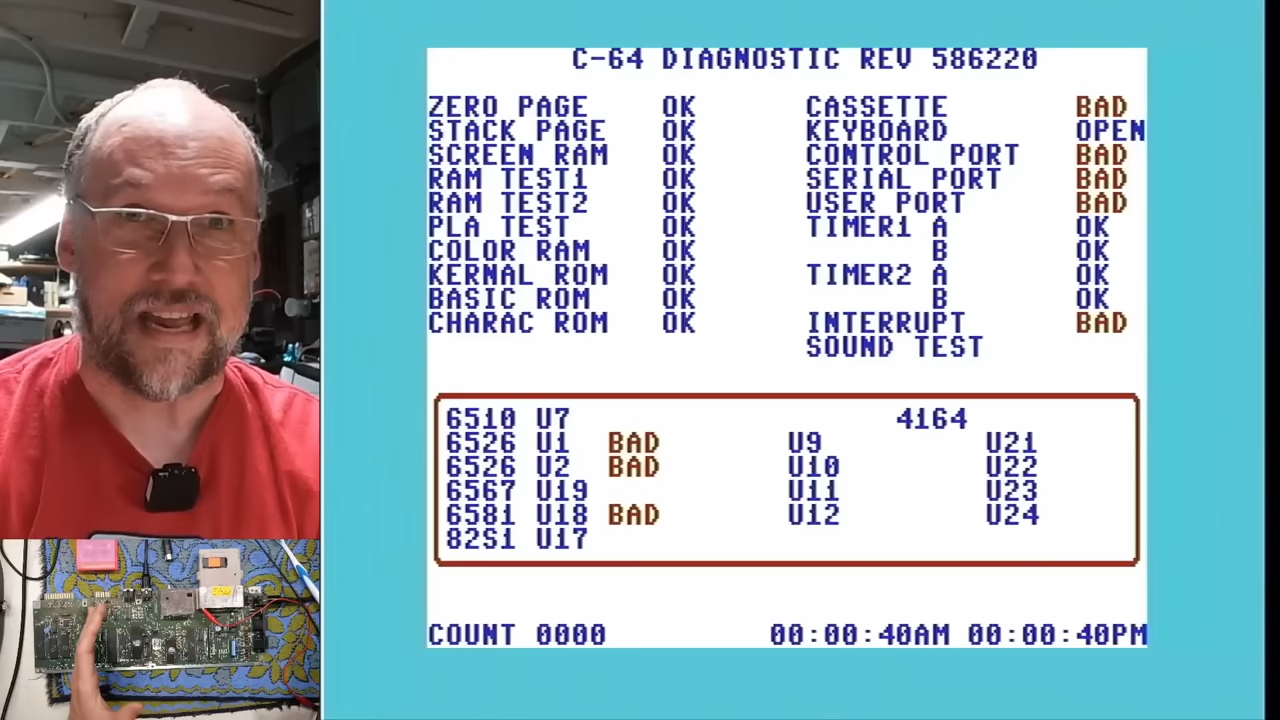 C-64 DIAGNOSTIC REV 586220
ZERO PAGE OK CASSETTE BAD
STACK PAGE OK KEYBOARD OPEN
SCREEN RAM OK CONTROL PORT BAD
RAM TEST1 OK SERIAL PORT BAD
RAM TEST2 OK USER PORT BAD
PLA TEST OK TIMER1 A OK
COLOR RAM OK B OK
KERNAL ROM OK TIMER2 A OK
BASIC ROM OK B OK
CHARAC ROM OK INTERRUPT BAD
SOUND TEST
6510 U7 4164
6526 U1 BAD U9 U21
6526 U2 BAD U10 U22
6567 U19 U11 U23
6581 U18 BAD U12 U24
82S1 U17
COUNT 0000 00:00:40AM 00:00:40PM